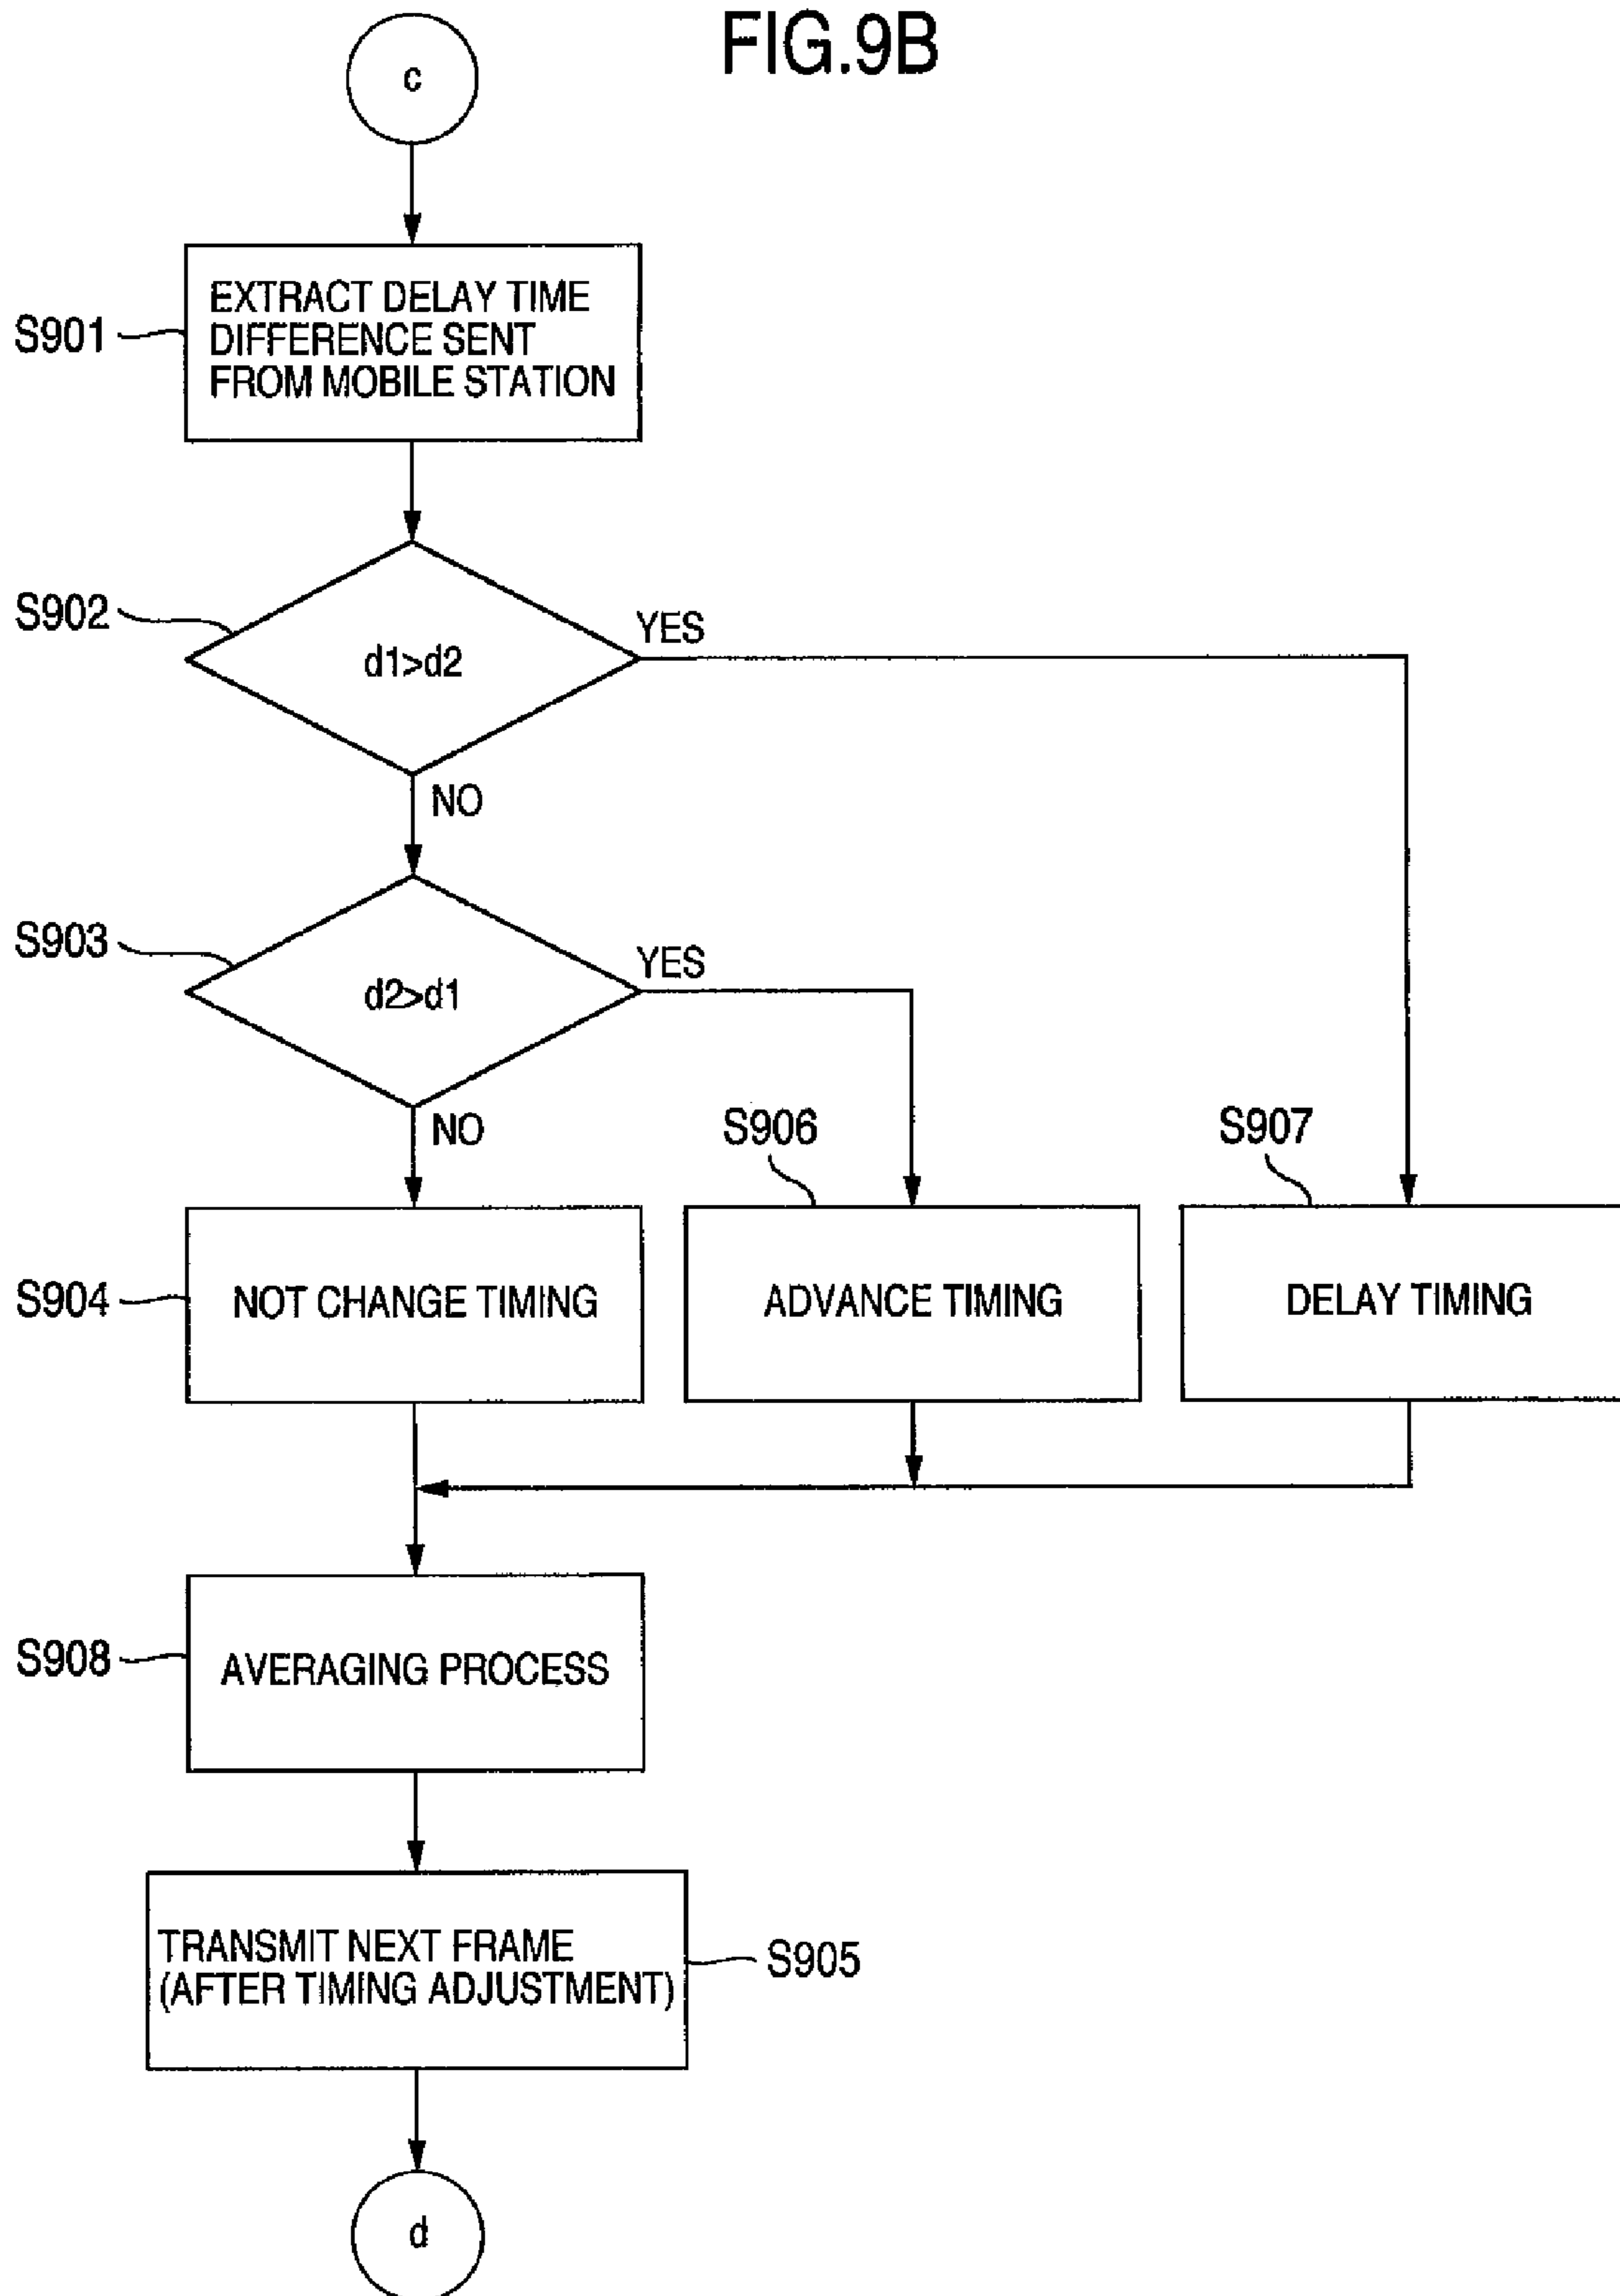 FIG.9B
c
S901
EXTRACT DELAY TIME
DIFFERENCE SENT
FROM MOBILE STATION
S902
d1>d2
YES
NO
S903
d2>d1
YES
NO
S904
NOT CHANGE TIMING
S906
ADVANCE TIMING
S907
DELAY TIMING
S908
AVERAGING PROCESS
TRANSMIT NEXT FRAME
(AFTER TIMING ADJUSTMENT)
S905
d